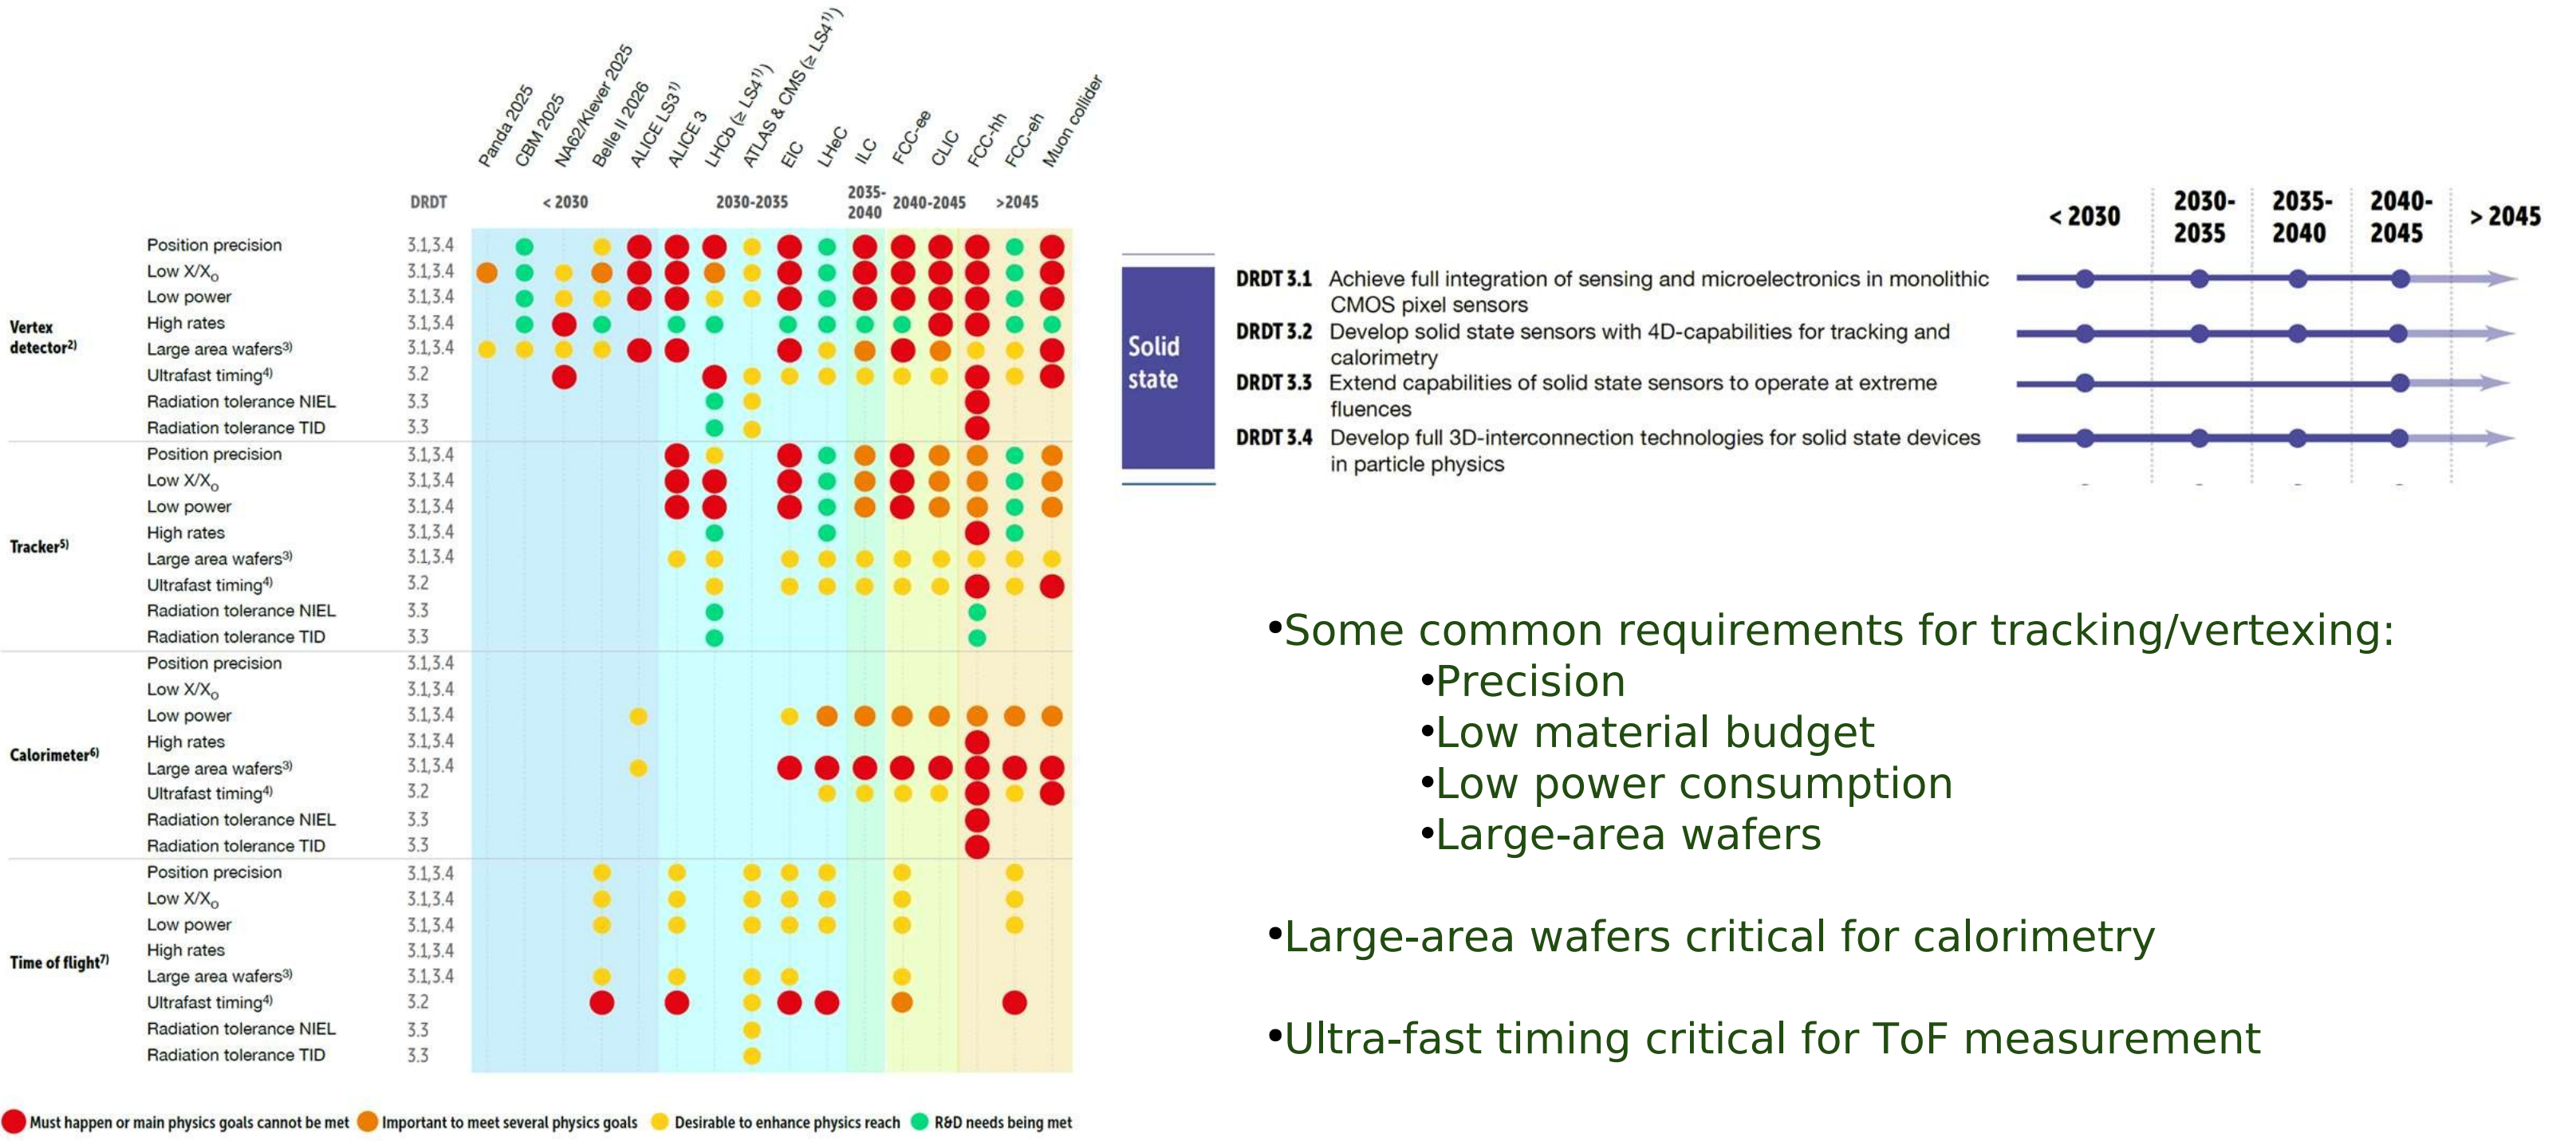 Panda 2025
CBM 2025
NA62/Klever 2025
Belle II 2026
ALICE LS3¹⁾
ALICE 3
LHCb (≥ LS4¹⁾)
ATLAS & CMS (≥ LS4¹⁾)
EIC
LHeC
ILC
FCC-ee
CLIC
FCC-hh
FCC-eh
Muon collider
DRDT
< 2030
2030-2035
2035-
2040
2040-2045
>2045
Vertex
detector²⁾
Position precision 3.1,3.4
Low X/X₀ 3.1,3.4
Low power 3.1,3.4
High rates 3.1,3.4
Large area wafers³⁾ 3.1,3.4
Ultrafast timing⁴⁾ 3.2
Radiation tolerance NIEL 3.3
Radiation tolerance TID 3.3
Tracker⁵⁾
Position precision 3.1,3.4
Low X/X₀ 3.1,3.4
Low power 3.1,3.4
High rates 3.1,3.4
Large area wafers³⁾ 3.1,3.4
Ultrafast timing⁴⁾ 3.2
Radiation tolerance NIEL 3.3
Radiation tolerance TID 3.3
Calorimeter⁶⁾
Position precision 3.1,3.4
Low X/X₀ 3.1,3.4
Low power 3.1,3.4
High rates 3.1,3.4
Large area wafers³⁾ 3.1,3.4
Ultrafast timing⁴⁾ 3.2
Radiation tolerance NIEL 3.3
Radiation tolerance TID 3.3
Time of flight⁷⁾
Position precision 3.1,3.4
Low X/X₀ 3.1,3.4
Low power 3.1,3.4
High rates 3.1,3.4
Large area wafers³⁾ 3.1,3.4
Ultrafast timing⁴⁾ 3.2
Radiation tolerance NIEL 3.3
Radiation tolerance TID 3.3
Must happen or main physics goals cannot be met
Important to meet several physics goals
Desirable to enhance physics reach
R&D needs being met
< 2030
2030-
2035
2035-
2040
2040-
2045
> 2045
Solid
state
DRDT 3.1 Achieve full integration of sensing and microelectronics in monolithic
CMOS pixel sensors
DRDT 3.2 Develop solid state sensors with 4D-capabilities for tracking and
calorimetry
DRDT 3.3 Extend capabilities of solid state sensors to operate at extreme
fluences
DRDT 3.4 Develop full 3D-interconnection technologies for solid state devices
in particle physics
•Some common requirements for tracking/vertexing:
•Precision
•Low material budget
•Low power consumption
•Large-area wafers
•Large-area wafers critical for calorimetry
•Ultra-fast timing critical for ToF measurement